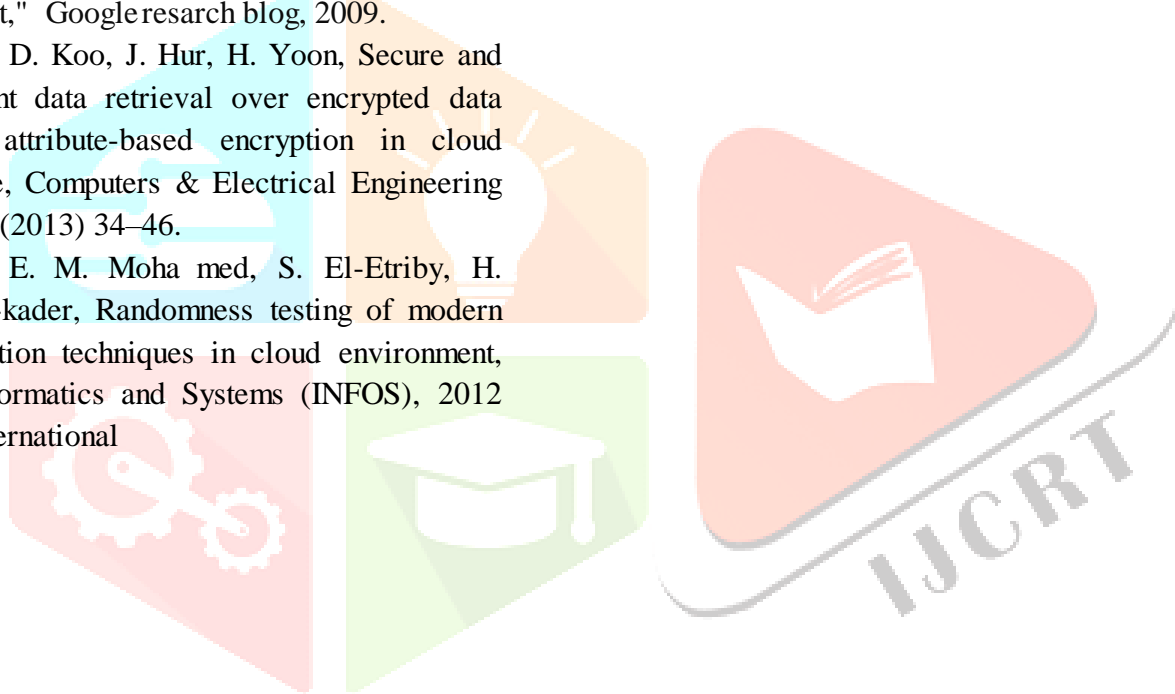 t," Google resarch blog, 2009.
D. Koo, J. Hur, H. Yoon, Secure and
nt data retrieval over encrypted data
attribute-based encryption in cloud
e, Computers & Electrical Engineering
(2013) 34–46.
E. M. Moha med, S. El-Etriby, H.
-kader, Randomness testing of modern
tion techniques in cloud environment,
ormatics and Systems (INFOS), 2012
ernational
IJCRT